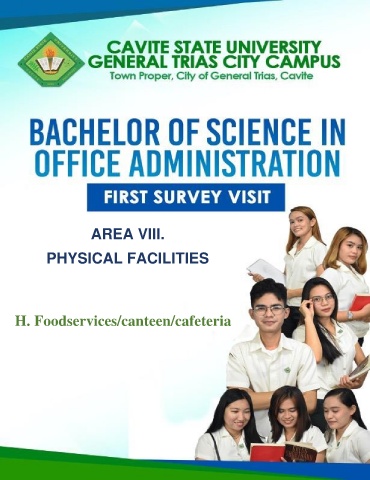 CAVITE STATE UNIVERSITY
GENERAL TRIAS CITY CAMPUS
Town Proper, City of General Trias, Cavite
BACHELOR OF SCIENCE IN
OFFICE ADMINISTRATION
FIRST SURVEY VISIT
AREA VIII.
PHYSICAL FACILITIES
H. Foodservices/canteen/cafeteria